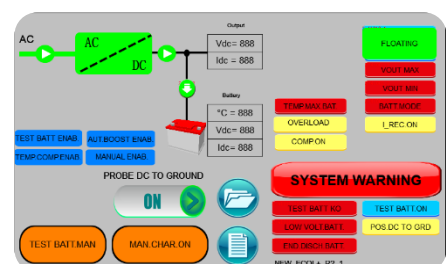 Output
AC
AC
DC
Vdc= 888
Idc = 888
FLOATING
VOUT.MAX
VOUT.MIN
Battery
°C = 888
Vdc= 888
Idc= 888
TEMP.MAX.BAT
BATT.MODE
OVERLOAD
I_REC.ON
COMP.ON
TEST BATT ENAB.
AUT.BOOST ENAB.
TEMP.COMP.ENAB
MANUAL ENAB.
PROBE DC TO GROUND
ON
SYSTEM WARNING
TEST BATT.KO
TEST BATT.ON
LOW VOLT.BATT.
POS.DC TO GRD
END.DISCH.BATT.
TEST BATT.MAN
MAN.CHAR.ON